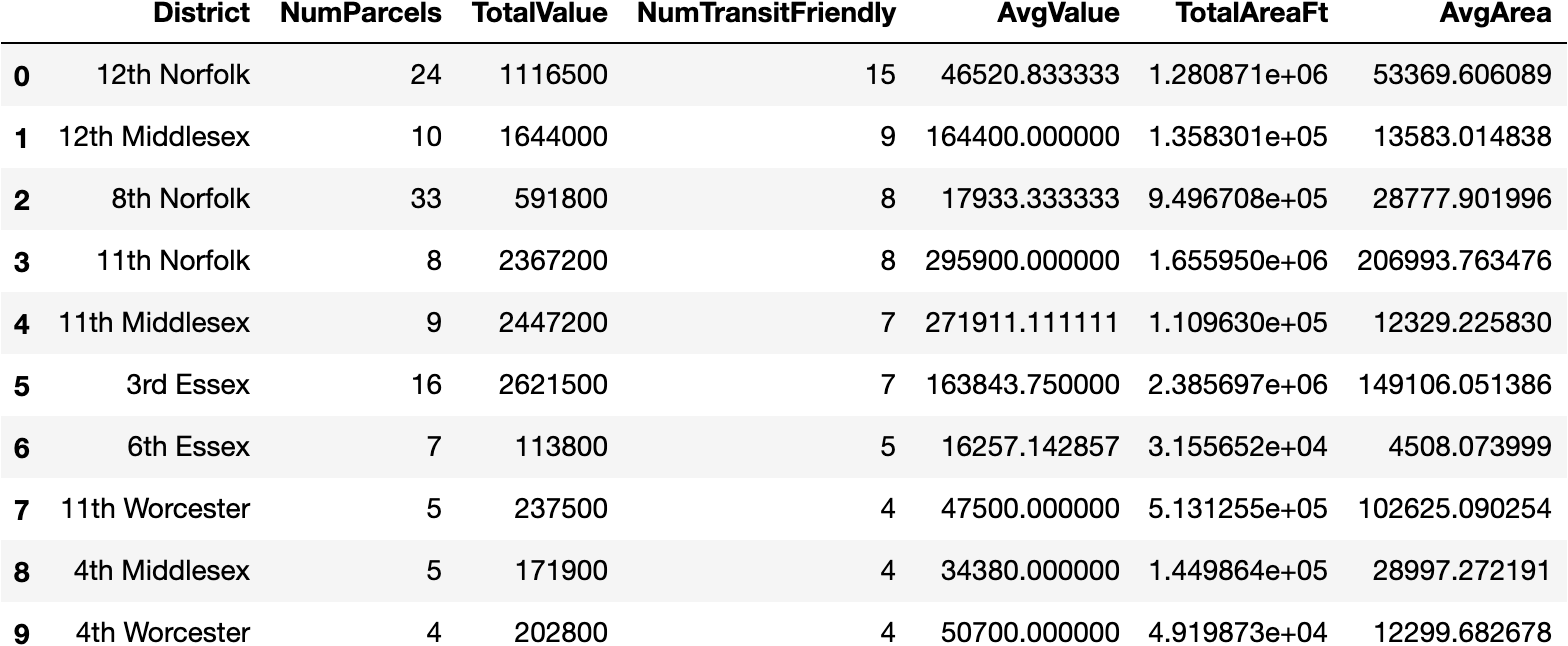 District NumParcels TotalValue NumTransitFriendly AvgValue TotalAreaFt AvgArea
0 12th Norfolk 24 1116500 15 46520.833333 1.280871e+06 53369.606089
1 12th Middlesex 10 1644000 9 164400.000000 1.358301e+05 13583.014838
2 8th Norfolk 33 591800 8 17933.333333 9.496708e+05 28777.901996
3 11th Norfolk 8 2367200 8 295900.000000 1.655950e+06 206993.763476
4 11th Middlesex 9 2447200 7 271911.111111 1.109630e+05 12329.225830
5 3rd Essex 16 2621500 7 163843.750000 2.385697e+06 149106.051386
6 6th Essex 7 113800 5 16257.142857 3.155652e+04 4508.073999
7 11th Worcester 5 237500 4 47500.000000 5.131255e+05 102625.090254
8 4th Middlesex 5 171900 4 34380.000000 1.449864e+05 28997.272191
9 4th Worcester 4 202800 4 50700.000000 4.919873e+04 12299.682678